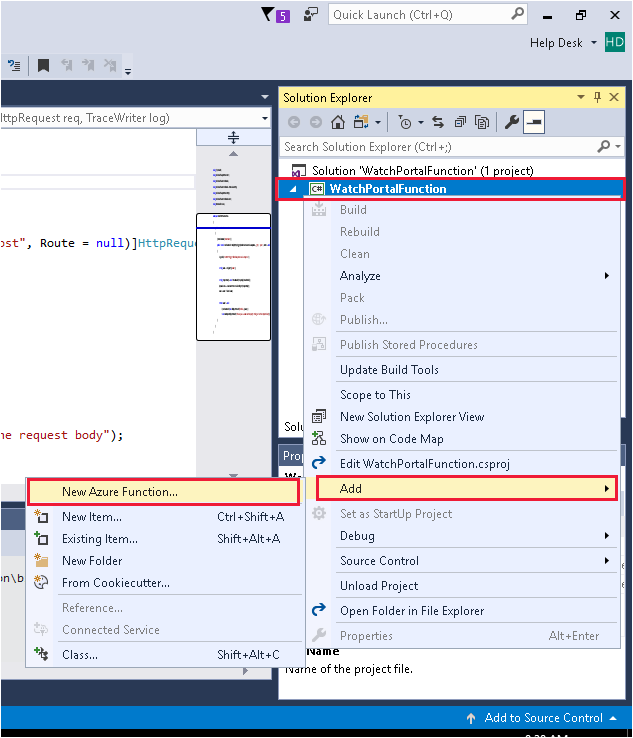 5
Quick Launch (Ctrl+Q)
Help Desk
HD
HttpRequest req, TraceWriter log)
Solution Explorer
Search Solution Explorer (Ctrl+;)
Solution 'WatchPortalFunction' (1 project)
C# WatchPortalFunction
Build
Rebuild
Clean
ost", Route = null)]HttpReque
Analyze
Pack
Publish...
Publish Stored Procedures
Update Build Tools
Scope to This
New Solution Explorer View
Solu
he request body");
Show on Code Map
Prop
Edit WatchPortalFunction.csproj
Add
New Azure Function...
New Item... Ctrl+Shift+A
Set as StartUp Project
Existing Item... Shift+Alt+A
Debug
New Folder
Source Control
on\b
From Cookiecutter...
Unload Project
Reference...
Open Folder in File Explorer
Connected Service
Properties Alt+Enter
Class... Shift+Alt+C
Name
Name of the project file.
Add to Source Control